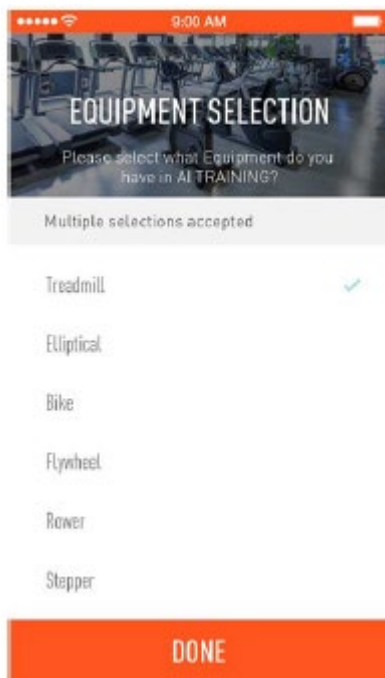 9:00 AM
EQUIPMENT SELECTION
Please select what Equipment do you
have in AI TRAINING?
Multiple selections accepted
Treadmill
Elliptical
Bike
Flywheel
Rower
Stepper
DONE